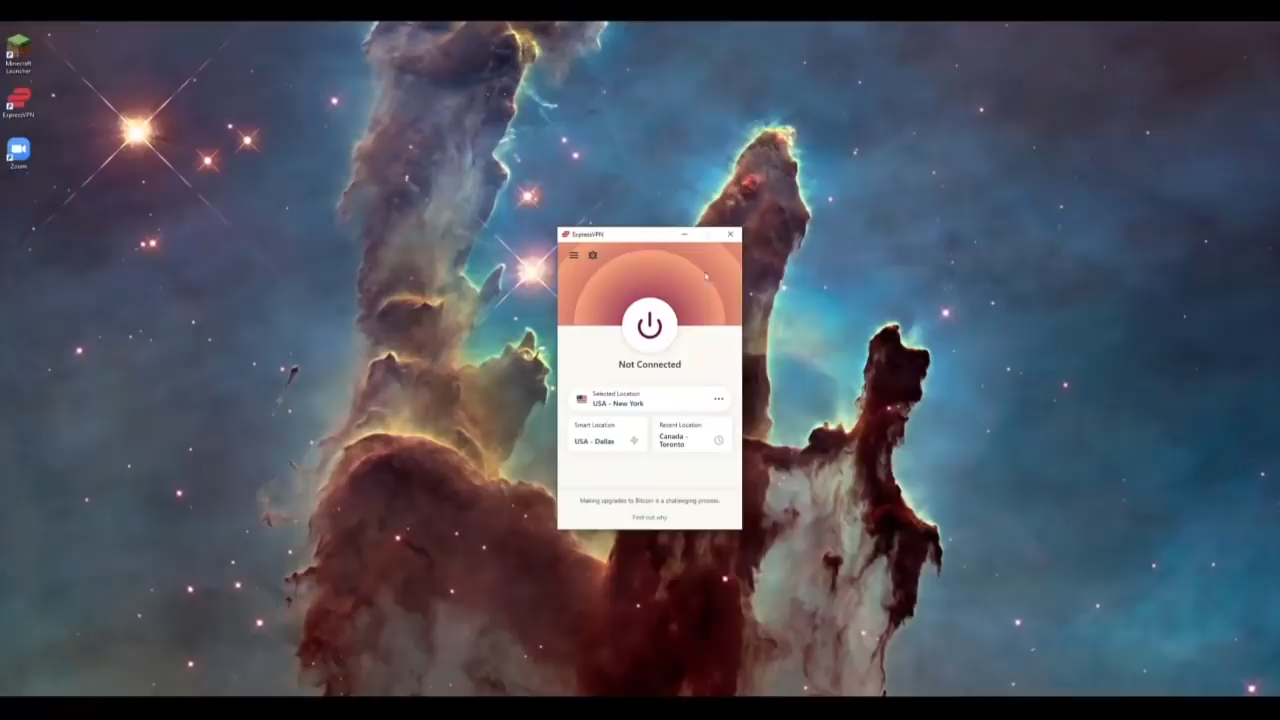 Minecraft
Launcher
ExpressVPN
Zoom
ExpressVPN
Not Connected
Selected Location
USA - New York
Smart Location
USA - Dallas
Recent Location
Canada -
Toronto
Making upgrades to Bitcoin is a challenging process.
Find out why